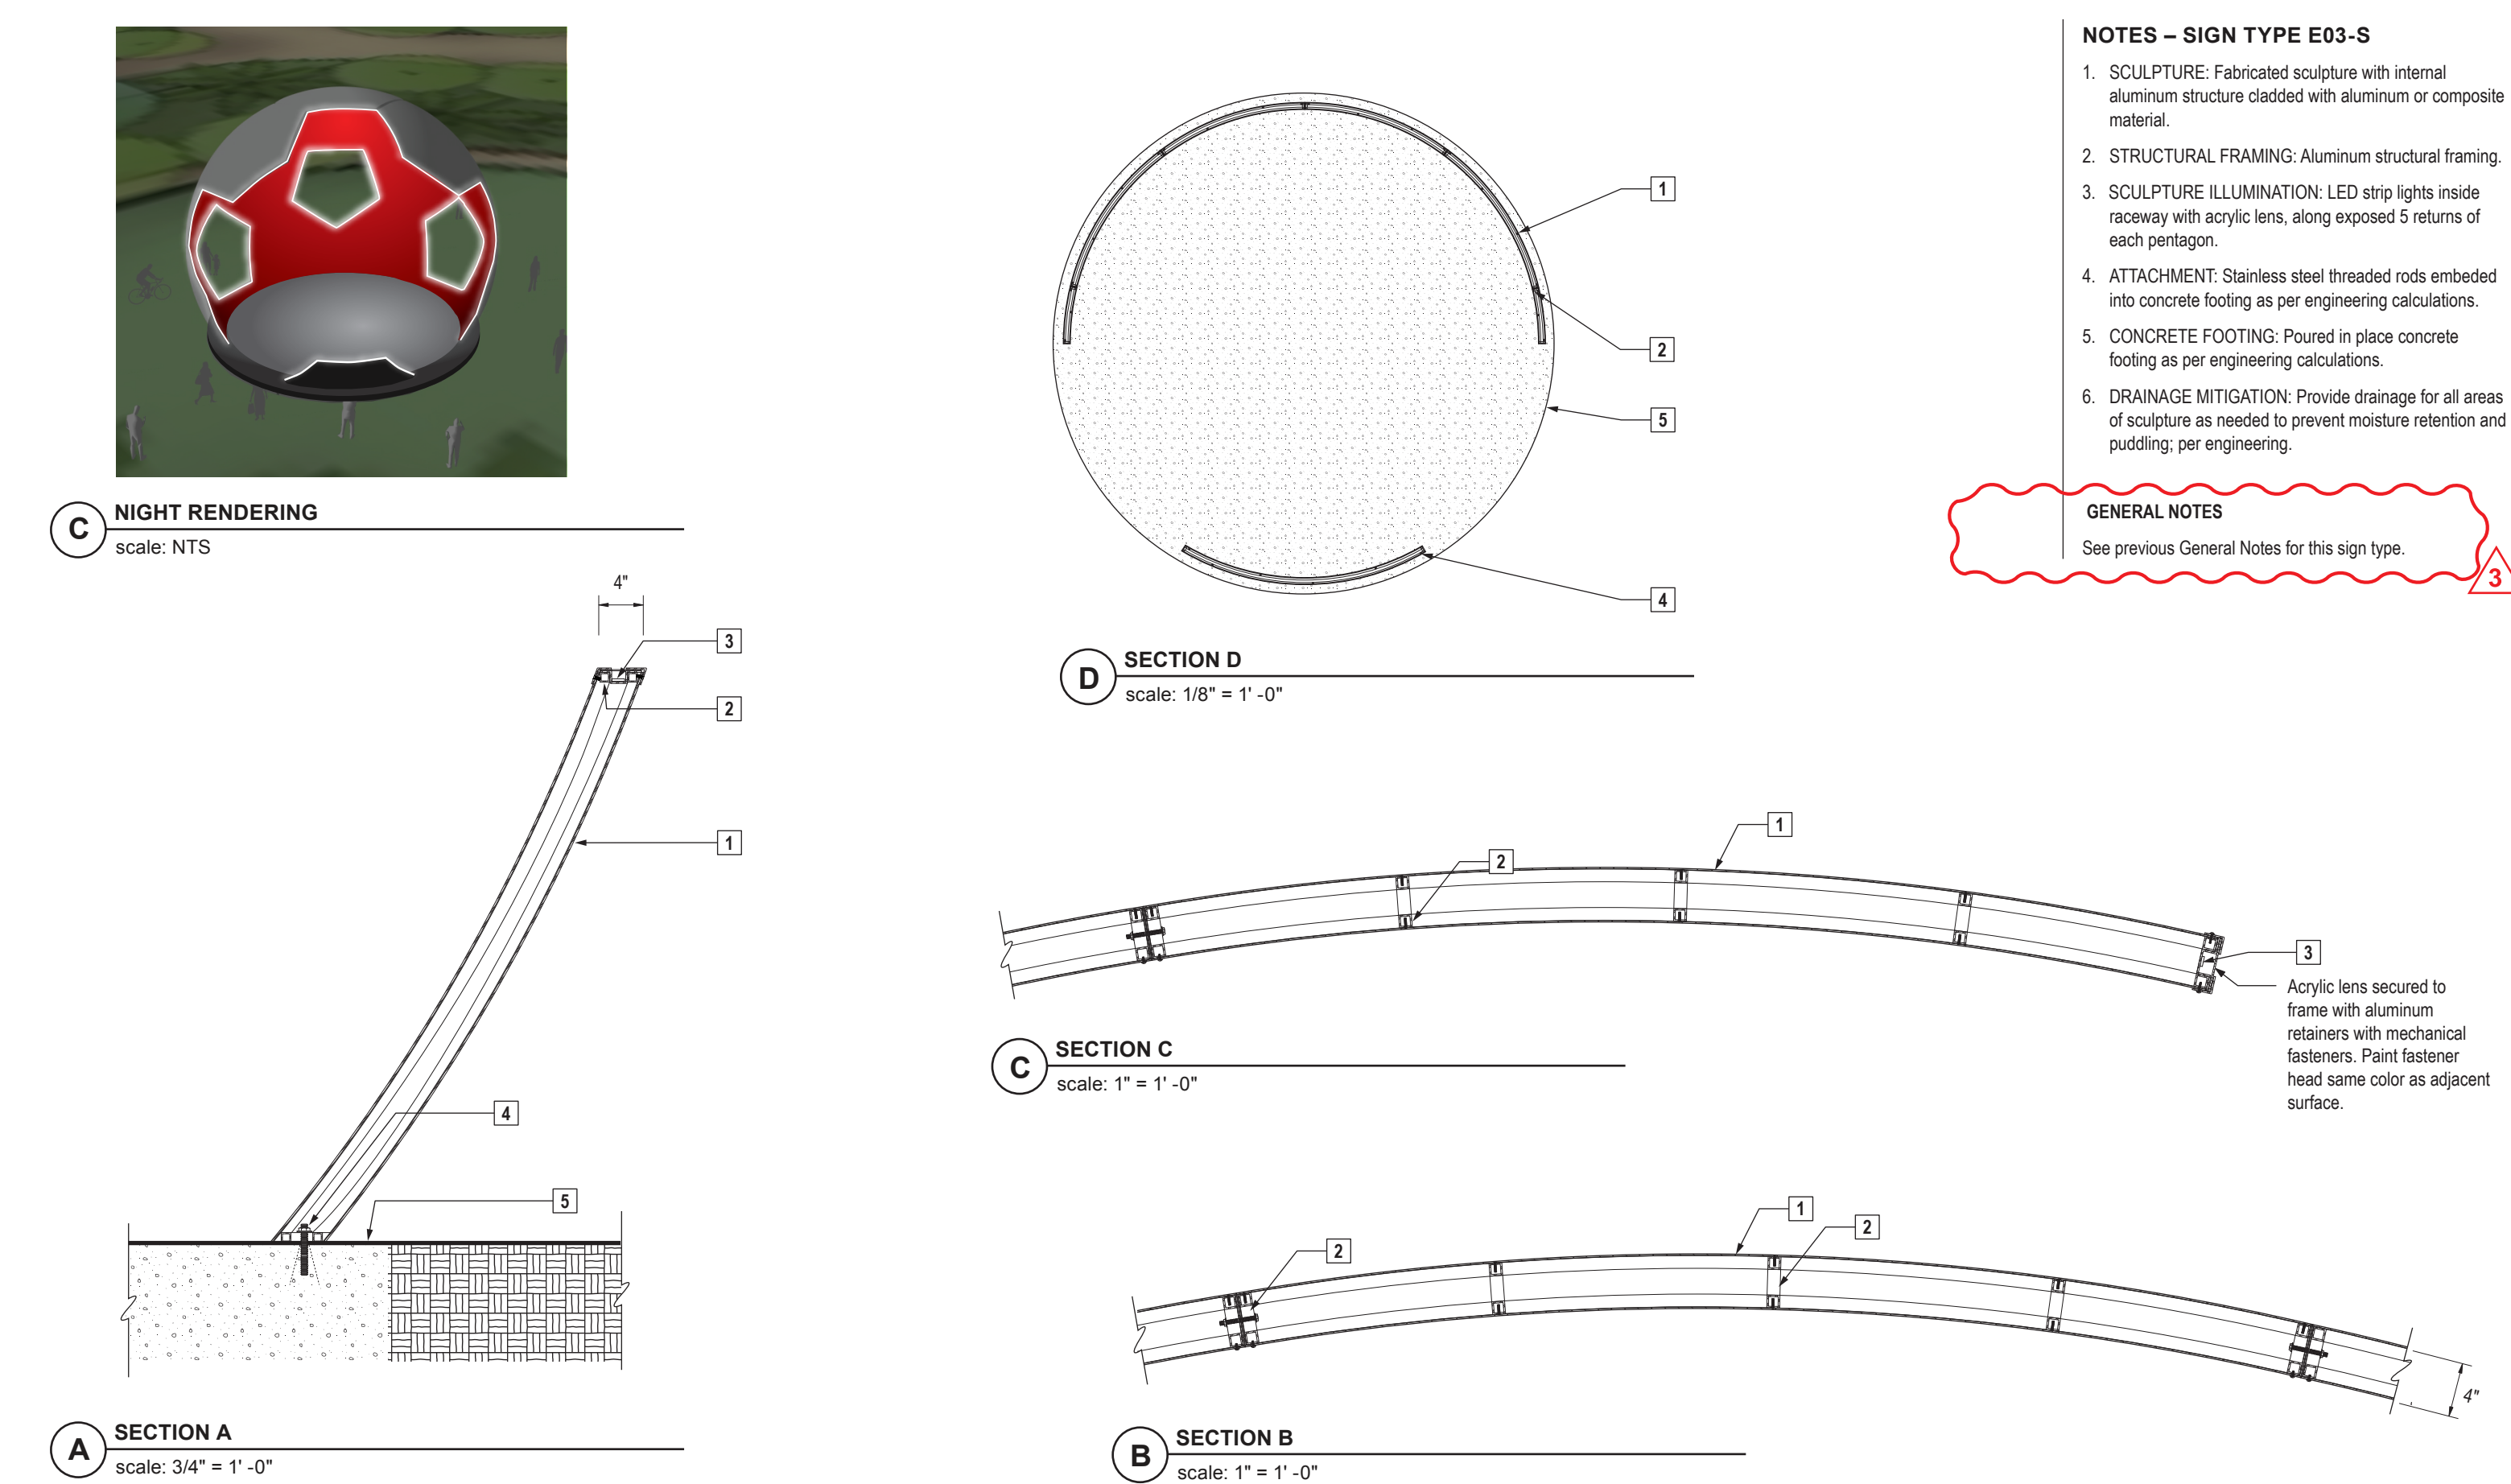 C
NIGHT RENDERING
scale: NTS
4"
3
2
1
4
5
A
SECTION A
scale: 3/4" = 1' -0"
1
2
5
4
D
SECTION D
scale: 1/8" = 1' -0"
1
2
3
Acrylic lens secured to
frame with aluminum
retainers with mechanical
fasteners. Paint fastener
head same color as adjacent
surface.
C
SECTION C
scale: 1" = 1' -0"
1
2
2
4"
B
SECTION B
scale: 1" = 1' -0"
NOTES – SIGN TYPE E03-S
1. SCULPTURE: Fabricated sculpture with internal
aluminum structure cladded with aluminum or composite
material.
2. STRUCTURAL FRAMING: Aluminum structural framing.
3. SCULPTURE ILLUMINATION: LED strip lights inside
raceway with acrylic lens, along exposed 5 returns of
each pentagon.
4. ATTACHMENT: Stainless steel threaded rods embeded
into concrete footing as per engineering calculations.
5. CONCRETE FOOTING: Poured in place concrete
footing as per engineering calculations.
6. DRAINAGE MITIGATION: Provide drainage for all areas
of sculpture as needed to prevent moisture retention and
puddling; per engineering.
GENERAL NOTES
See previous General Notes for this sign type.
3